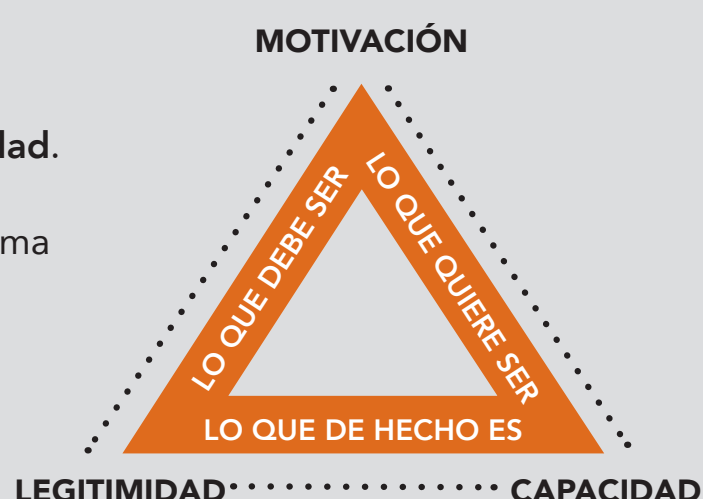 MOTIVACIÓN
dad.
ma
LO QUE DEBE SER
LO QUE QUIERE SER
LO QUE DE HECHO ES
LEGITIMIDAD
CAPACIDAD